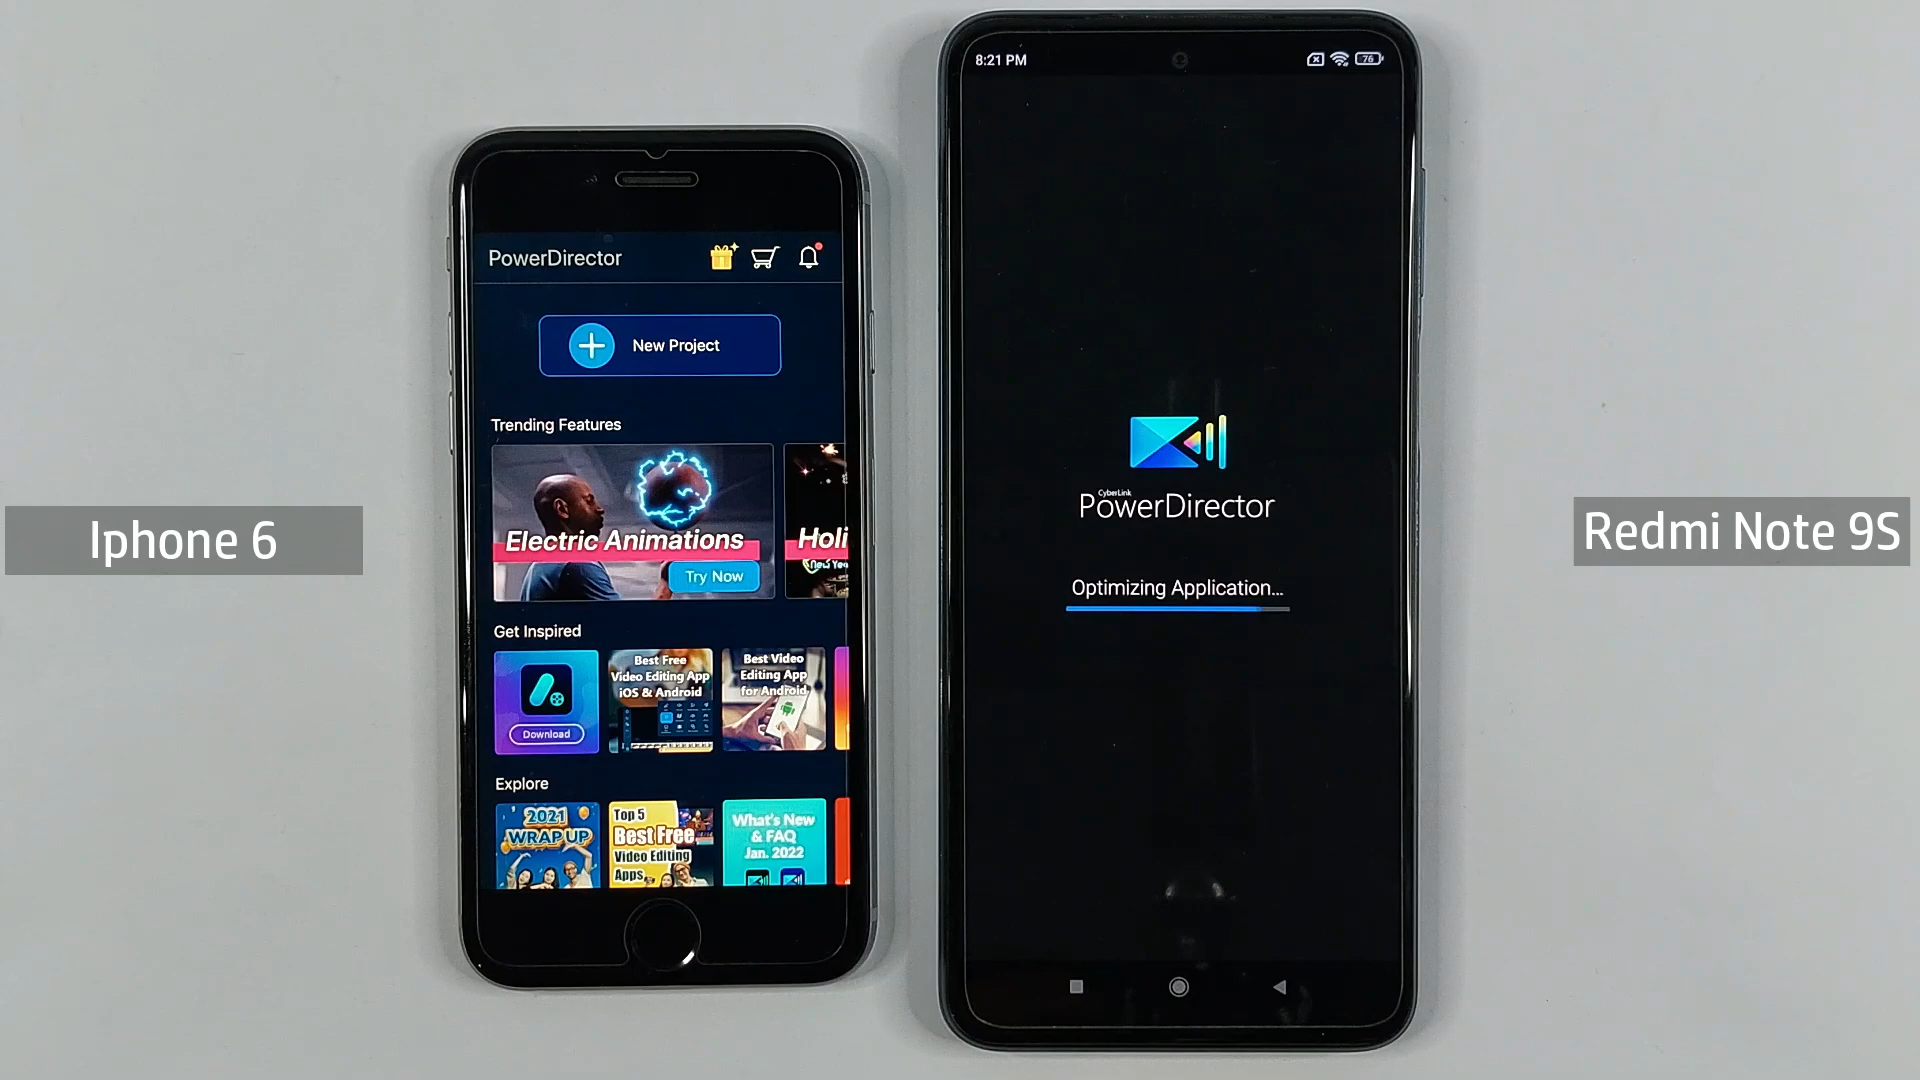 Iphone 6
PowerDirector
New Project
Trending Features
Electric Animations
Try Now
Holi
Get Inspired
Download
Best Free
Video Editing App
iOS & Android
Best Video
Editing App
for Android
Explore
2021
WRAP UP
Top 5
Best Free
Video Editing
Apps
What's New
& FAQ
Jan. 2022
8:21 PM
76
CyberLink
PowerDirector
Optimizing Application...
Redmi Note 9S